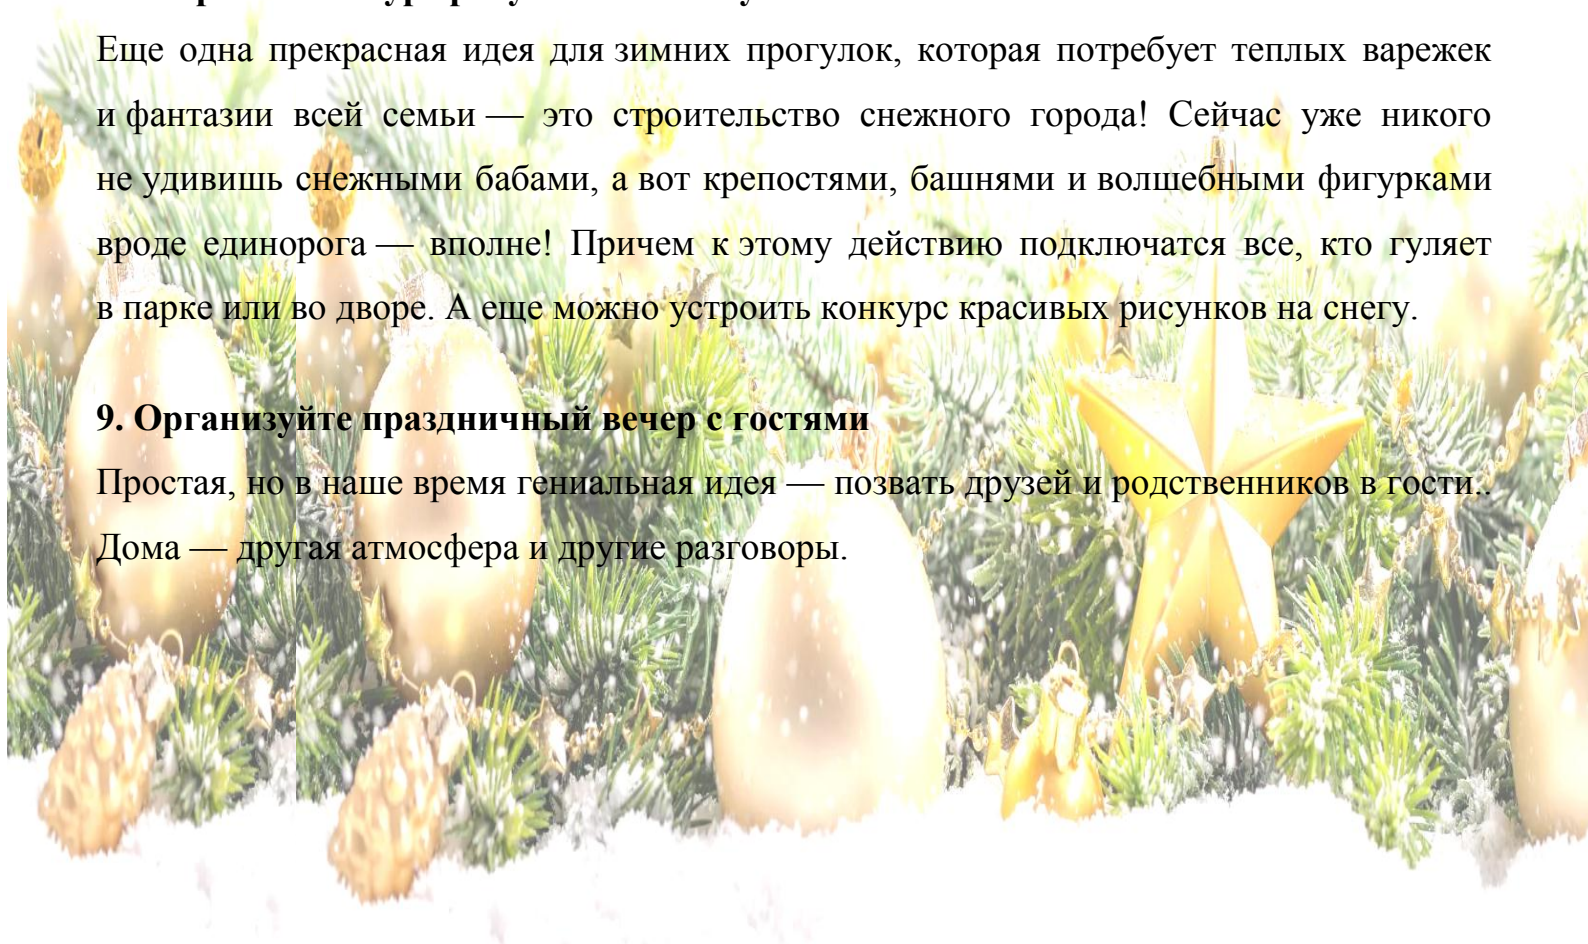 Еще одна прекрасная идея для зимних прогулок, которая потребует теплых варежек
и фантазии всей семьи — это строительство снежного города! Сейчас уже никого
не удивишь снежными бабами, а вот крепостями, башнями и волшебными фигурками
вроде единорога — вполне! Причем к этому действию подключатся все, кто гуляет
в парке или во дворе. А еще можно устроить конкурс красивых рисунков на снегу.
9. Организуйте праздничный вечер с гостями
Простая, но в наше время гениальная идея — позвать друзей и родственников в гости..
Дома — другая атмосфера и другие разговоры.